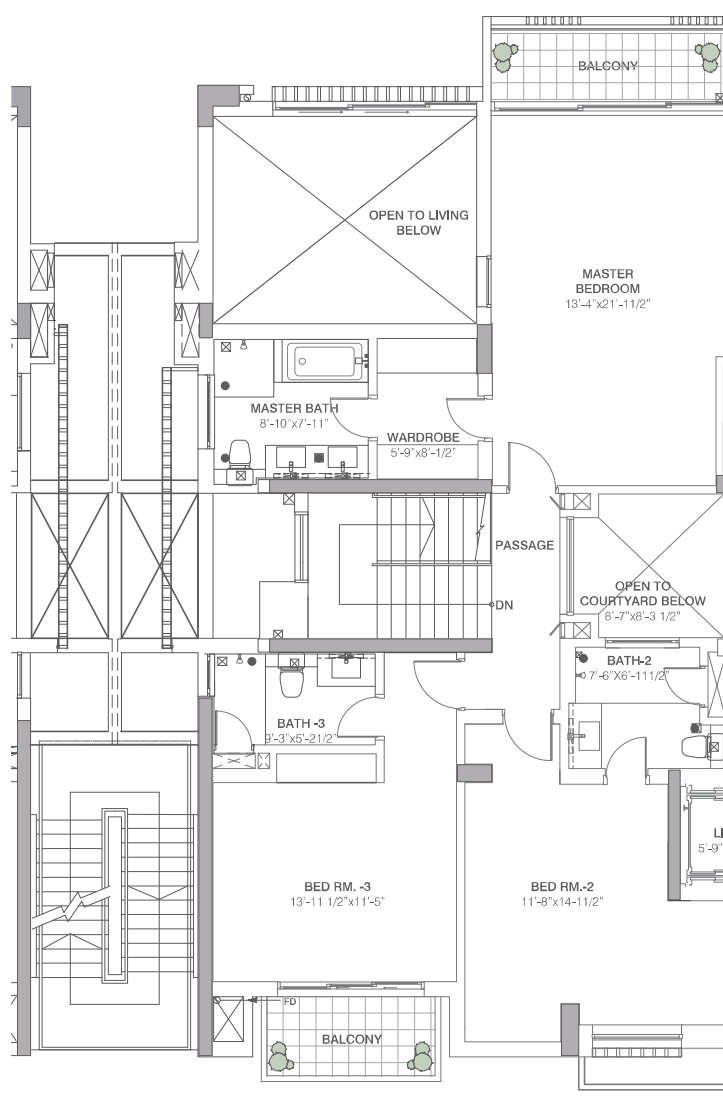 BALCONY
OPEN TO LIVING
BELOW
MASTER
BEDROOM
13'-4"x21'-11/2"
MASTER BATH
8'-10"x7'-11"
WARDROBE
5'-9"x8'-1/2"
PASSAGE
OPEN TO
COURTYARD BELOW
8'-7"x8'-3 1/2"
DN
BATH-2
7'-6"X6'-111/2"
BATH -3
9'-3"x5'-21/2"
BED RM. -3
13'-11 1/2"x11'-5"
BED RM.-2
11'-8"x14-11/2"
5'-9"
FD
BALCONY